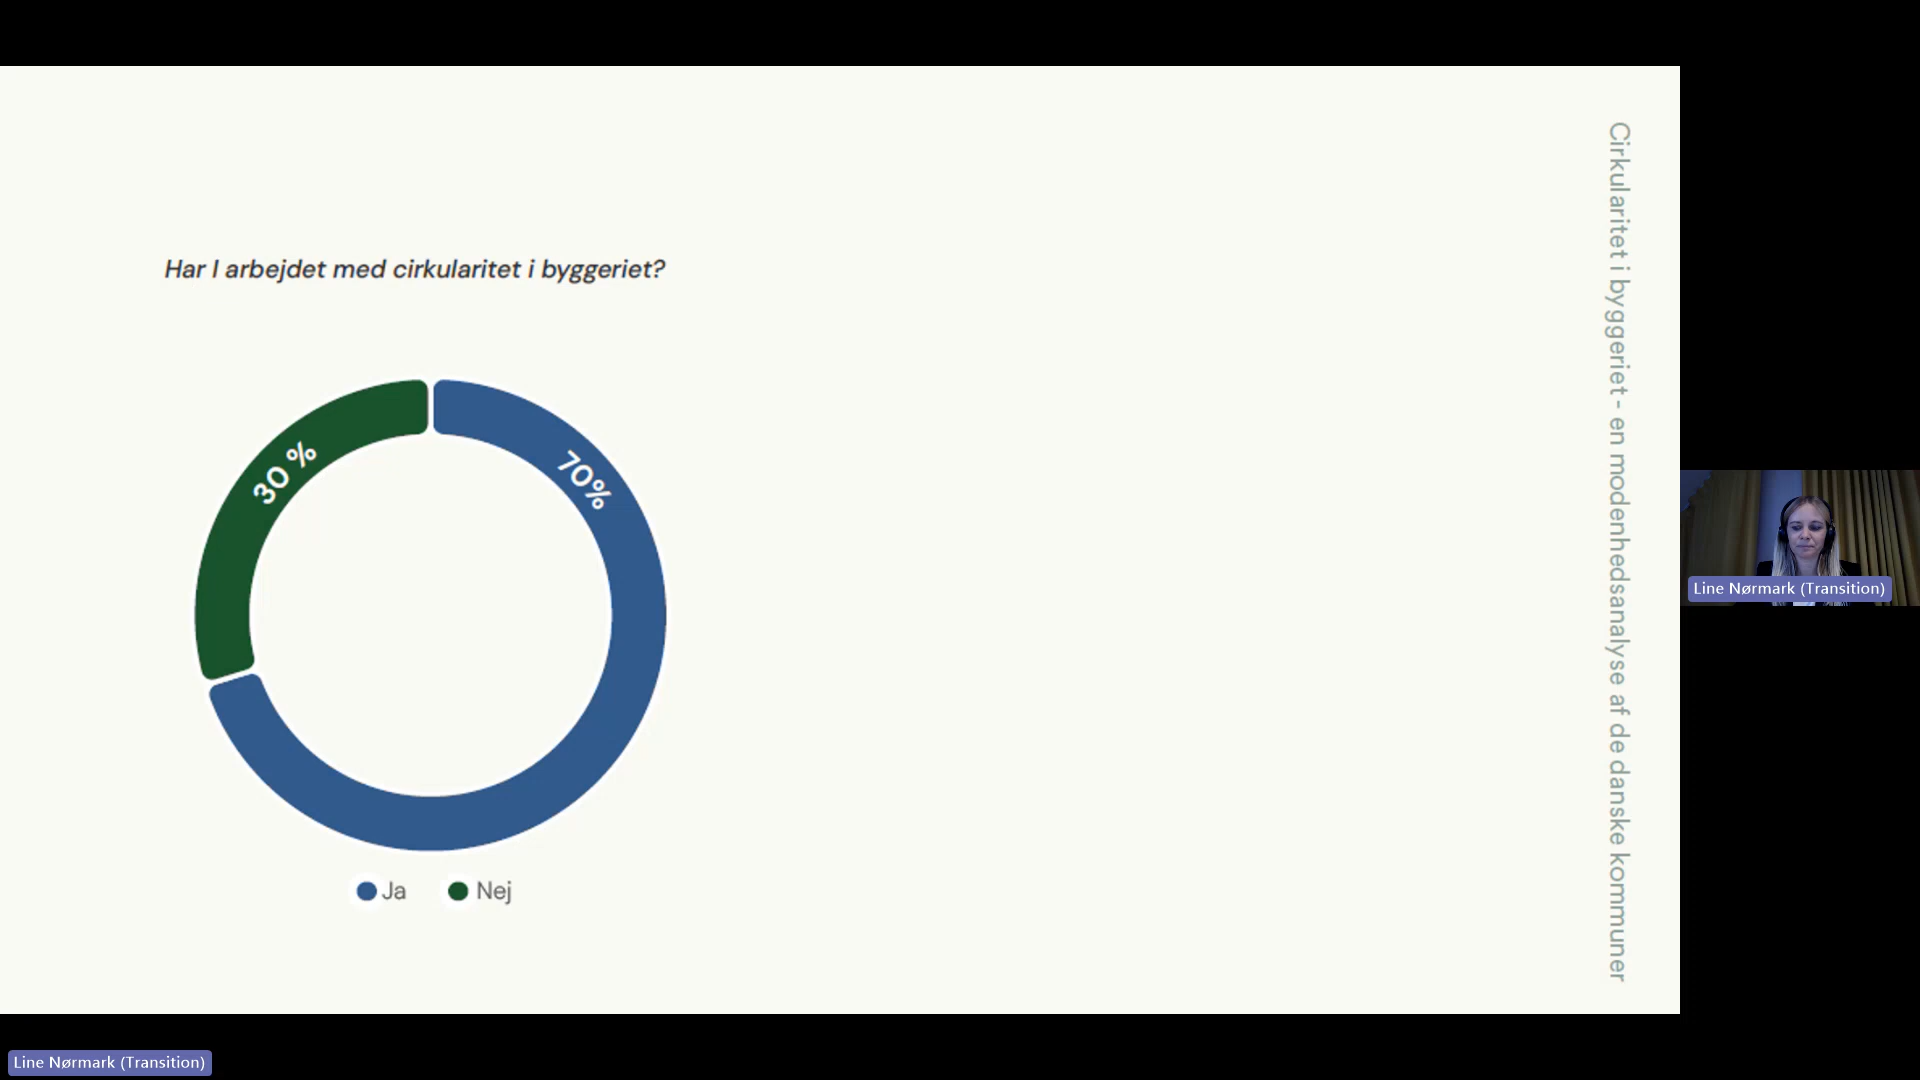 Har I arbejdet med cirkularitet i byggeriet?
30 %
70%
Ja
Nej
Cirkularitet i byggeriet - en modenhedsanalyse af de danske kommuner
Line Nørmark (Transition)
Line Nørmark (Transition)